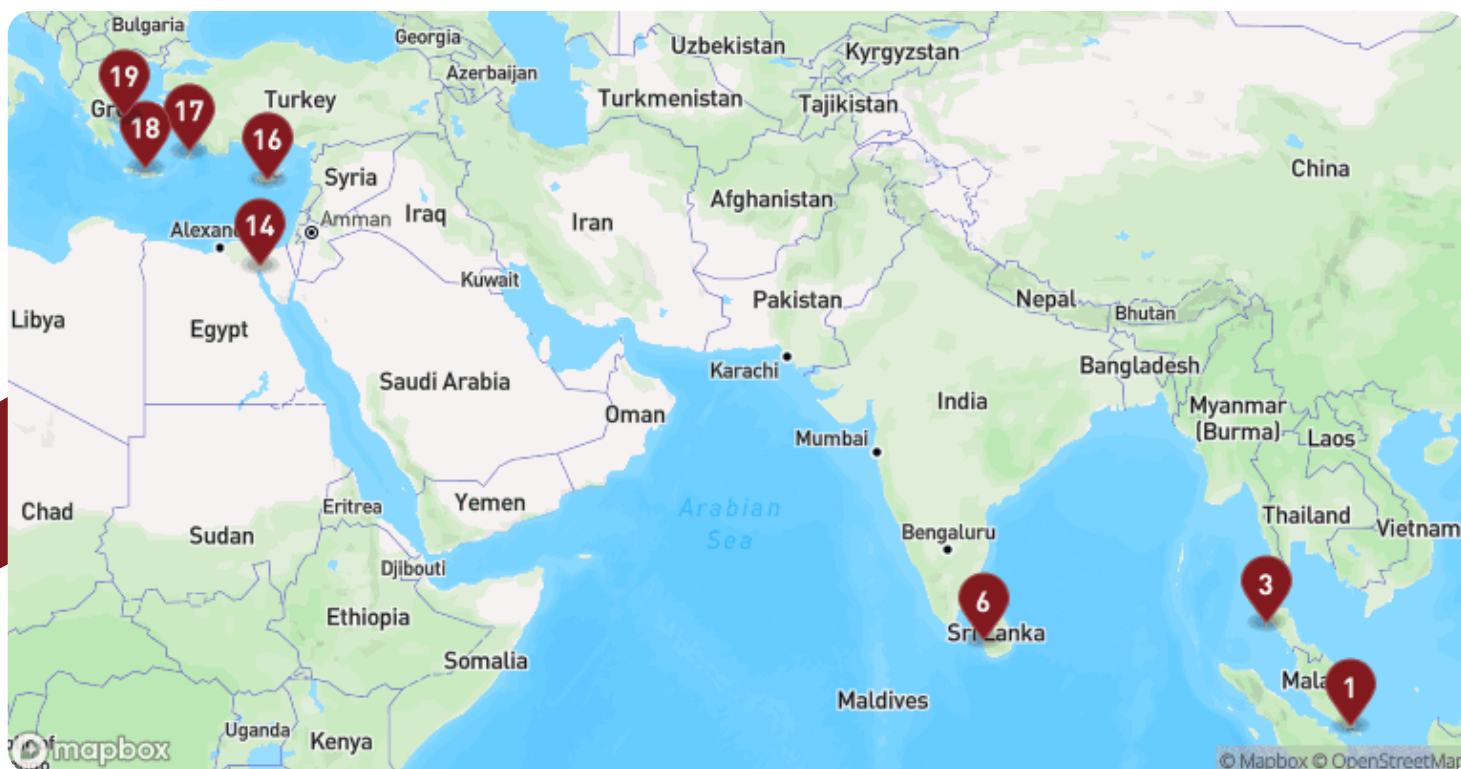 Bulgaria
Georgia
Uzbekistan
Kyrgyzstan
Azerbaijan
19
Gre
Turkey
Turkmenistan
Tajikistan
17
18
16
China
Syria
Afghanistan
Iraq
Iran
14
Alexan
Amman
Kuwait
Pakistan
Nepal
Bhutan
Libya
Egypt
Karachi
Bangladesh
Saudi Arabia
India
Oman
Myanmar
(Burma)
Laos
Mumbai
Chad
Eritrea
Yemen
Arabian
Sea
Thailand
Vietnam
Sudan
Bengaluru
Djibouti
3
Ethiopia
6
Sri Lanka
Somalia
Mala
1
Maldives
Uganda
Kenya
mapbox
© Mapbox © OpenStreetMap